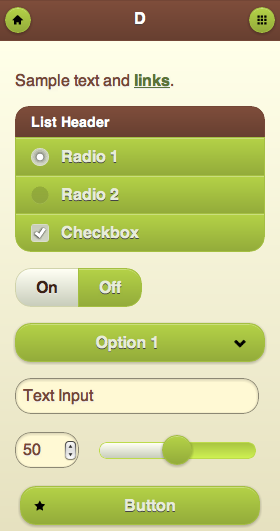 D
Sample text and links.
List Header
Radio 1
Radio 2
Checkbox
On Off
Option 1
Text Input
50
Button